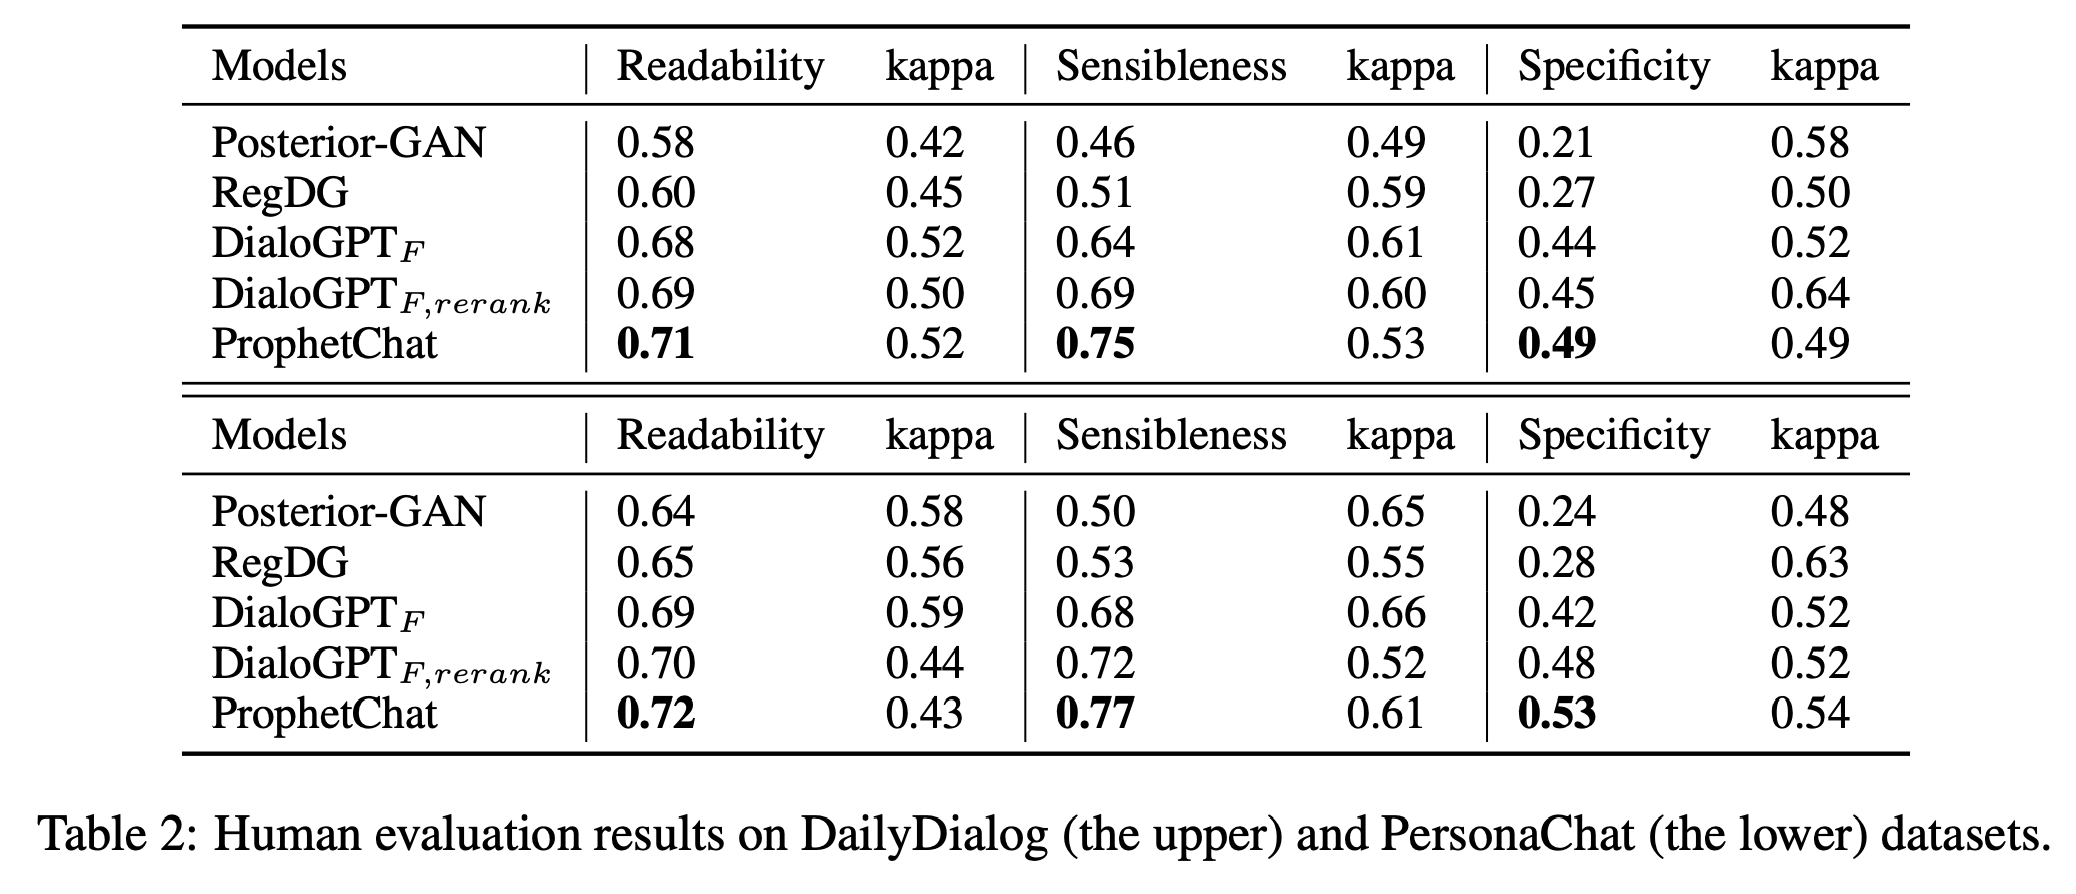 Models Readability kappa Sensibleness kappa Specificity kappa
Posterior-GAN 0.58 0.42 0.46 0.49 0.21 0.58
RegDG 0.60 0.45 0.51 0.59 0.27 0.50
DialoGPT_F 0.68 0.52 0.64 0.61 0.44 0.52
DialoGPT_F,rerank 0.69 0.50 0.69 0.60 0.45 0.64
ProphetChat 0.71 0.52 0.75 0.53 0.49 0.49
Models Readability kappa Sensibleness kappa Specificity kappa
Posterior-GAN 0.64 0.58 0.50 0.65 0.24 0.48
RegDG 0.65 0.56 0.53 0.55 0.28 0.63
DialoGPT_F 0.69 0.59 0.68 0.66 0.42 0.52
DialoGPT_F,rerank 0.70 0.44 0.72 0.52 0.48 0.52
ProphetChat 0.72 0.43 0.77 0.61 0.53 0.54
Table 2: Human evaluation results on DailyDialog (the upper) and PersonaChat (the lower) datasets.